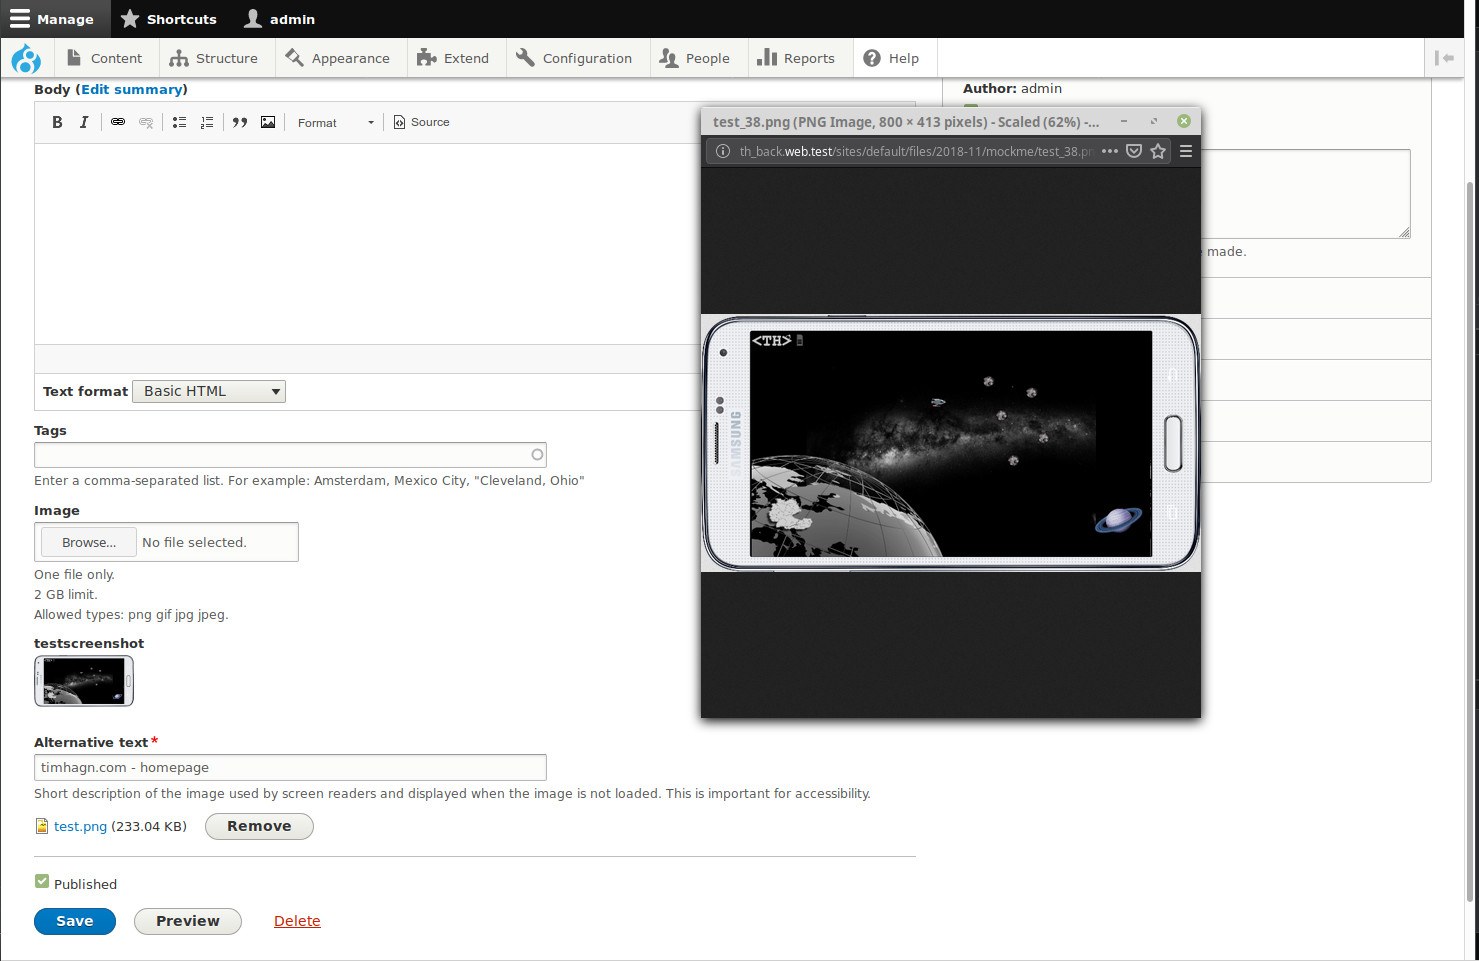 Manage
Shortcuts
admin
Content
Structure
Appearance
Extend
Configuration
People
Reports
Help
Body (Edit summary)
B I
Format
Source
Text format Basic HTML
Tags
Enter a comma-separated list. For example: Amsterdam, Mexico City, "Cleveland, Ohio"
Image
Browse... No file selected.
One file only.
2 GB limit.
Allowed types: png gif jpg jpeg.
testscreenshot
Alternative text*
timhagn.com - homepage
Short description of the image used by screen readers and displayed when the image is not loaded. This is important for accessibility.
test.png (233.04 KB)
Remove
Published
Save
Preview
Delete
Author: admin
made.
test_38.png (PNG Image, 800 × 413 pixels) - Scaled (62%) -...
th_back.web.test/sites/default/files/2018-11/mockme/test_38.pn
<TH>
SAMSUNG